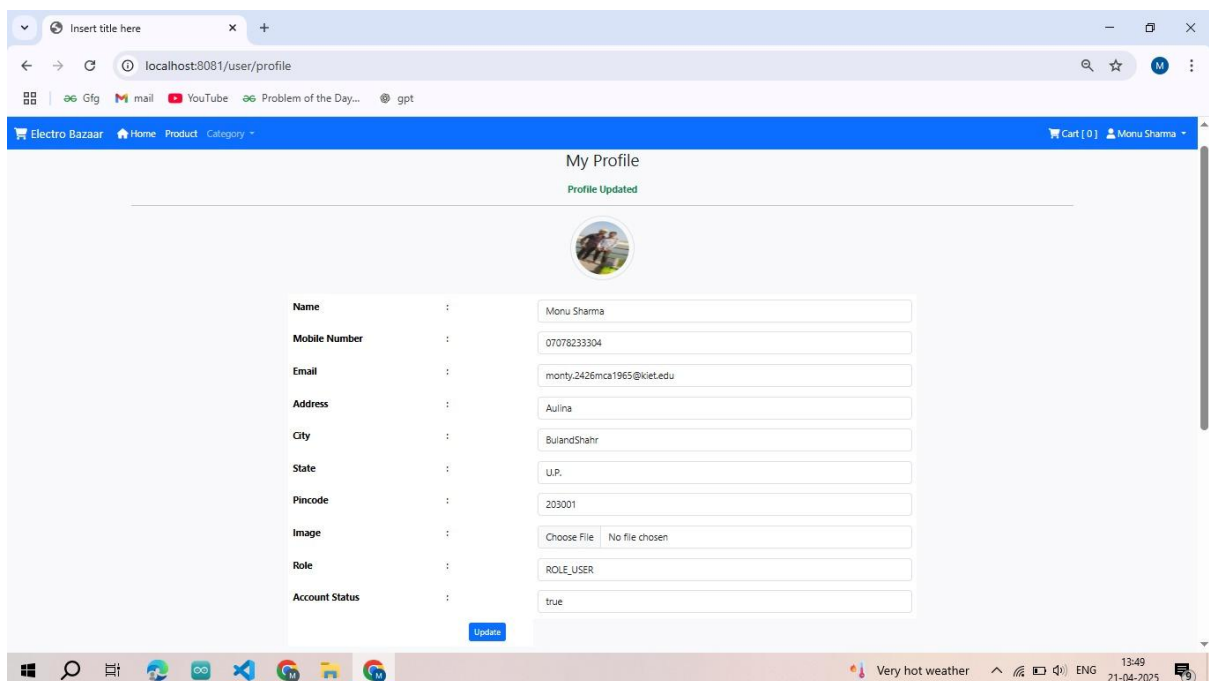 Insert title here
localhost:8081/user/profile
M
Gfg M mail YouTube Problem of the Day... gpt
Electro Bazaar Home Product Category Cart [ 0 ] Monu Sharma
My Profile
Profile Updated
Name : Monu Sharma
Mobile Number : 07078233304
Email : monty.2426mca1965@kiet.edu
Address : Aulina
City : BulandShahr
State : U.P.
Pincode : 203001
Image : Choose File No file chosen
Role : ROLE_USER
Account Status : true
Update
Very hot weather ENG 13:49
21-04-2025 9